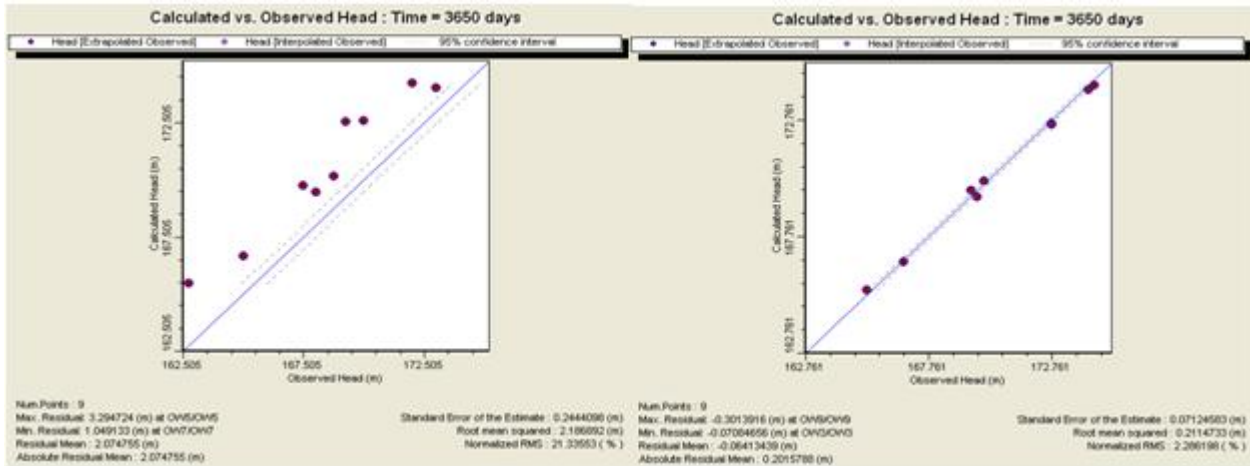 Calculated vs. Observed Head : Time = 3650 days
Head [Extrapolated Observed] Head [Interpolated Observed] 95% confidence interval
Calculated Head (m)
172.505
167.505
162.505
162.505 167.505 172.505
Observed Head (m)
Num.Points : 9
Max. Residual: 3.294724 (m) at OW5/OW5
Min. Residual: 1.049133 (m) at OW7/OW7
Residual Mean : 2.074755 (m)
Absolute Residual Mean : 2.074755 (m)
Standard Error of the Estimate : 0.2444098 (m)
Root mean squared : 2.186892 (m)
Normalized RMS : 21.33553 ( % )
Calculated vs. Observed Head : Time = 3650 days
Head [Extrapolated Observed] Head [Interpolated Observed] 95% confidence interval
Calculated Head (m)
172.761
167.761
162.761
162.761 167.761 172.761
Observed Head (m)
Num.Points : 9
Max. Residual: -0.3013916 (m) at OW9/OW9
Min. Residual: -0.07084656 (m) at OW3/OW3
Residual Mean : -0.06413439 (m)
Absolute Residual Mean : 0.2015788 (m)
Standard Error of the Estimate : 0.07124583 (m)
Root mean squared : 0.2114733 (m)
Normalized RMS : 2.286198 ( % )